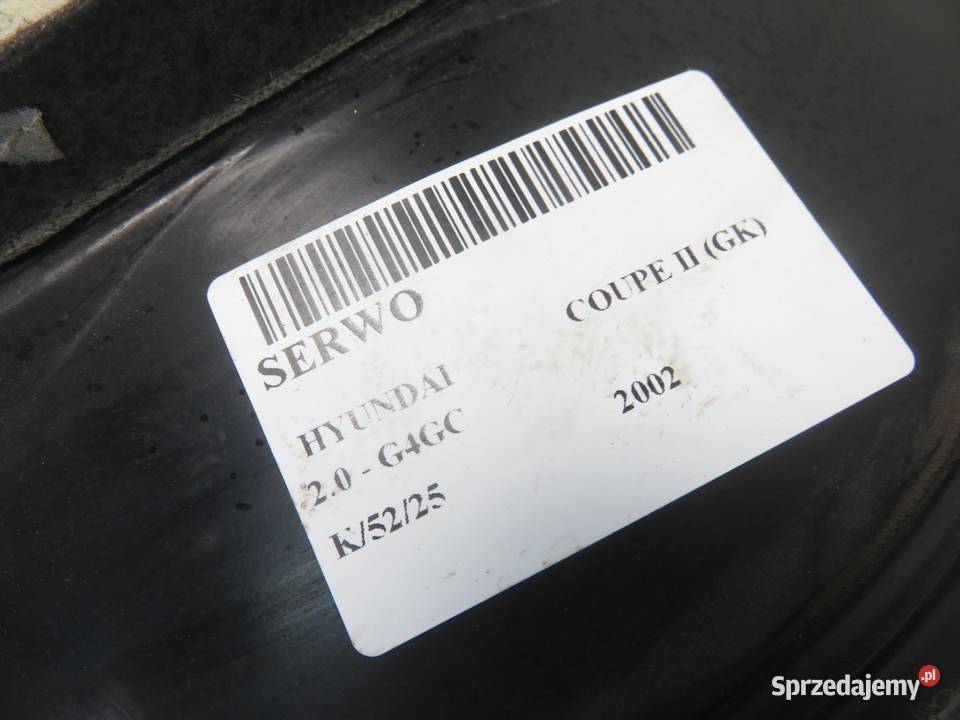 SERWO
HYUNDAI COUPE II (GK)
2.0 - G4GC 2002
K/52/25
Sprzedajemy.pl